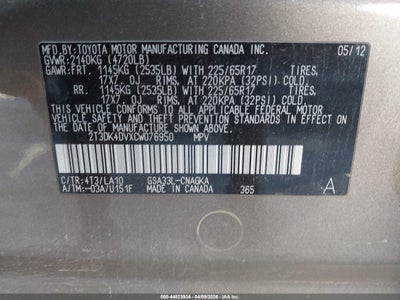 MFD.BY:TOYOTA MOTOR MANUFACTURING CANADA INC. 05/12
GVWR:2140KG (4720LB)
GAWR:FRT. 1145KG (2535LB) WITH 225/65R17 TIRES,
17X7 OJ RIMS, AT 220KPA (32PSI) COLD.
RR. 1145KG (2535LB) WITH 225/65R17 TIRES,
17X7 OJ RIMS, AT 220KPA (32PSI) COLD.
THIS VEHICLE CONFORMS TO ALL APPLICABLE FEDERAL MOTOR
VEHICLE SAFETY AND THEFT PREVENTION STANDARDS IN EFFECT
ON THE DATE OF MANUFACTURE SHOWN ABOVE.
2T3DK4DVXCW076950 MPV
C/TR:4T3/LA10 GSA33L-CNAGKA
A/TM:-03A/U151F MADE IN CANADA 365 A
000-44823934 - 04/09/2026 - IAA, Inc.